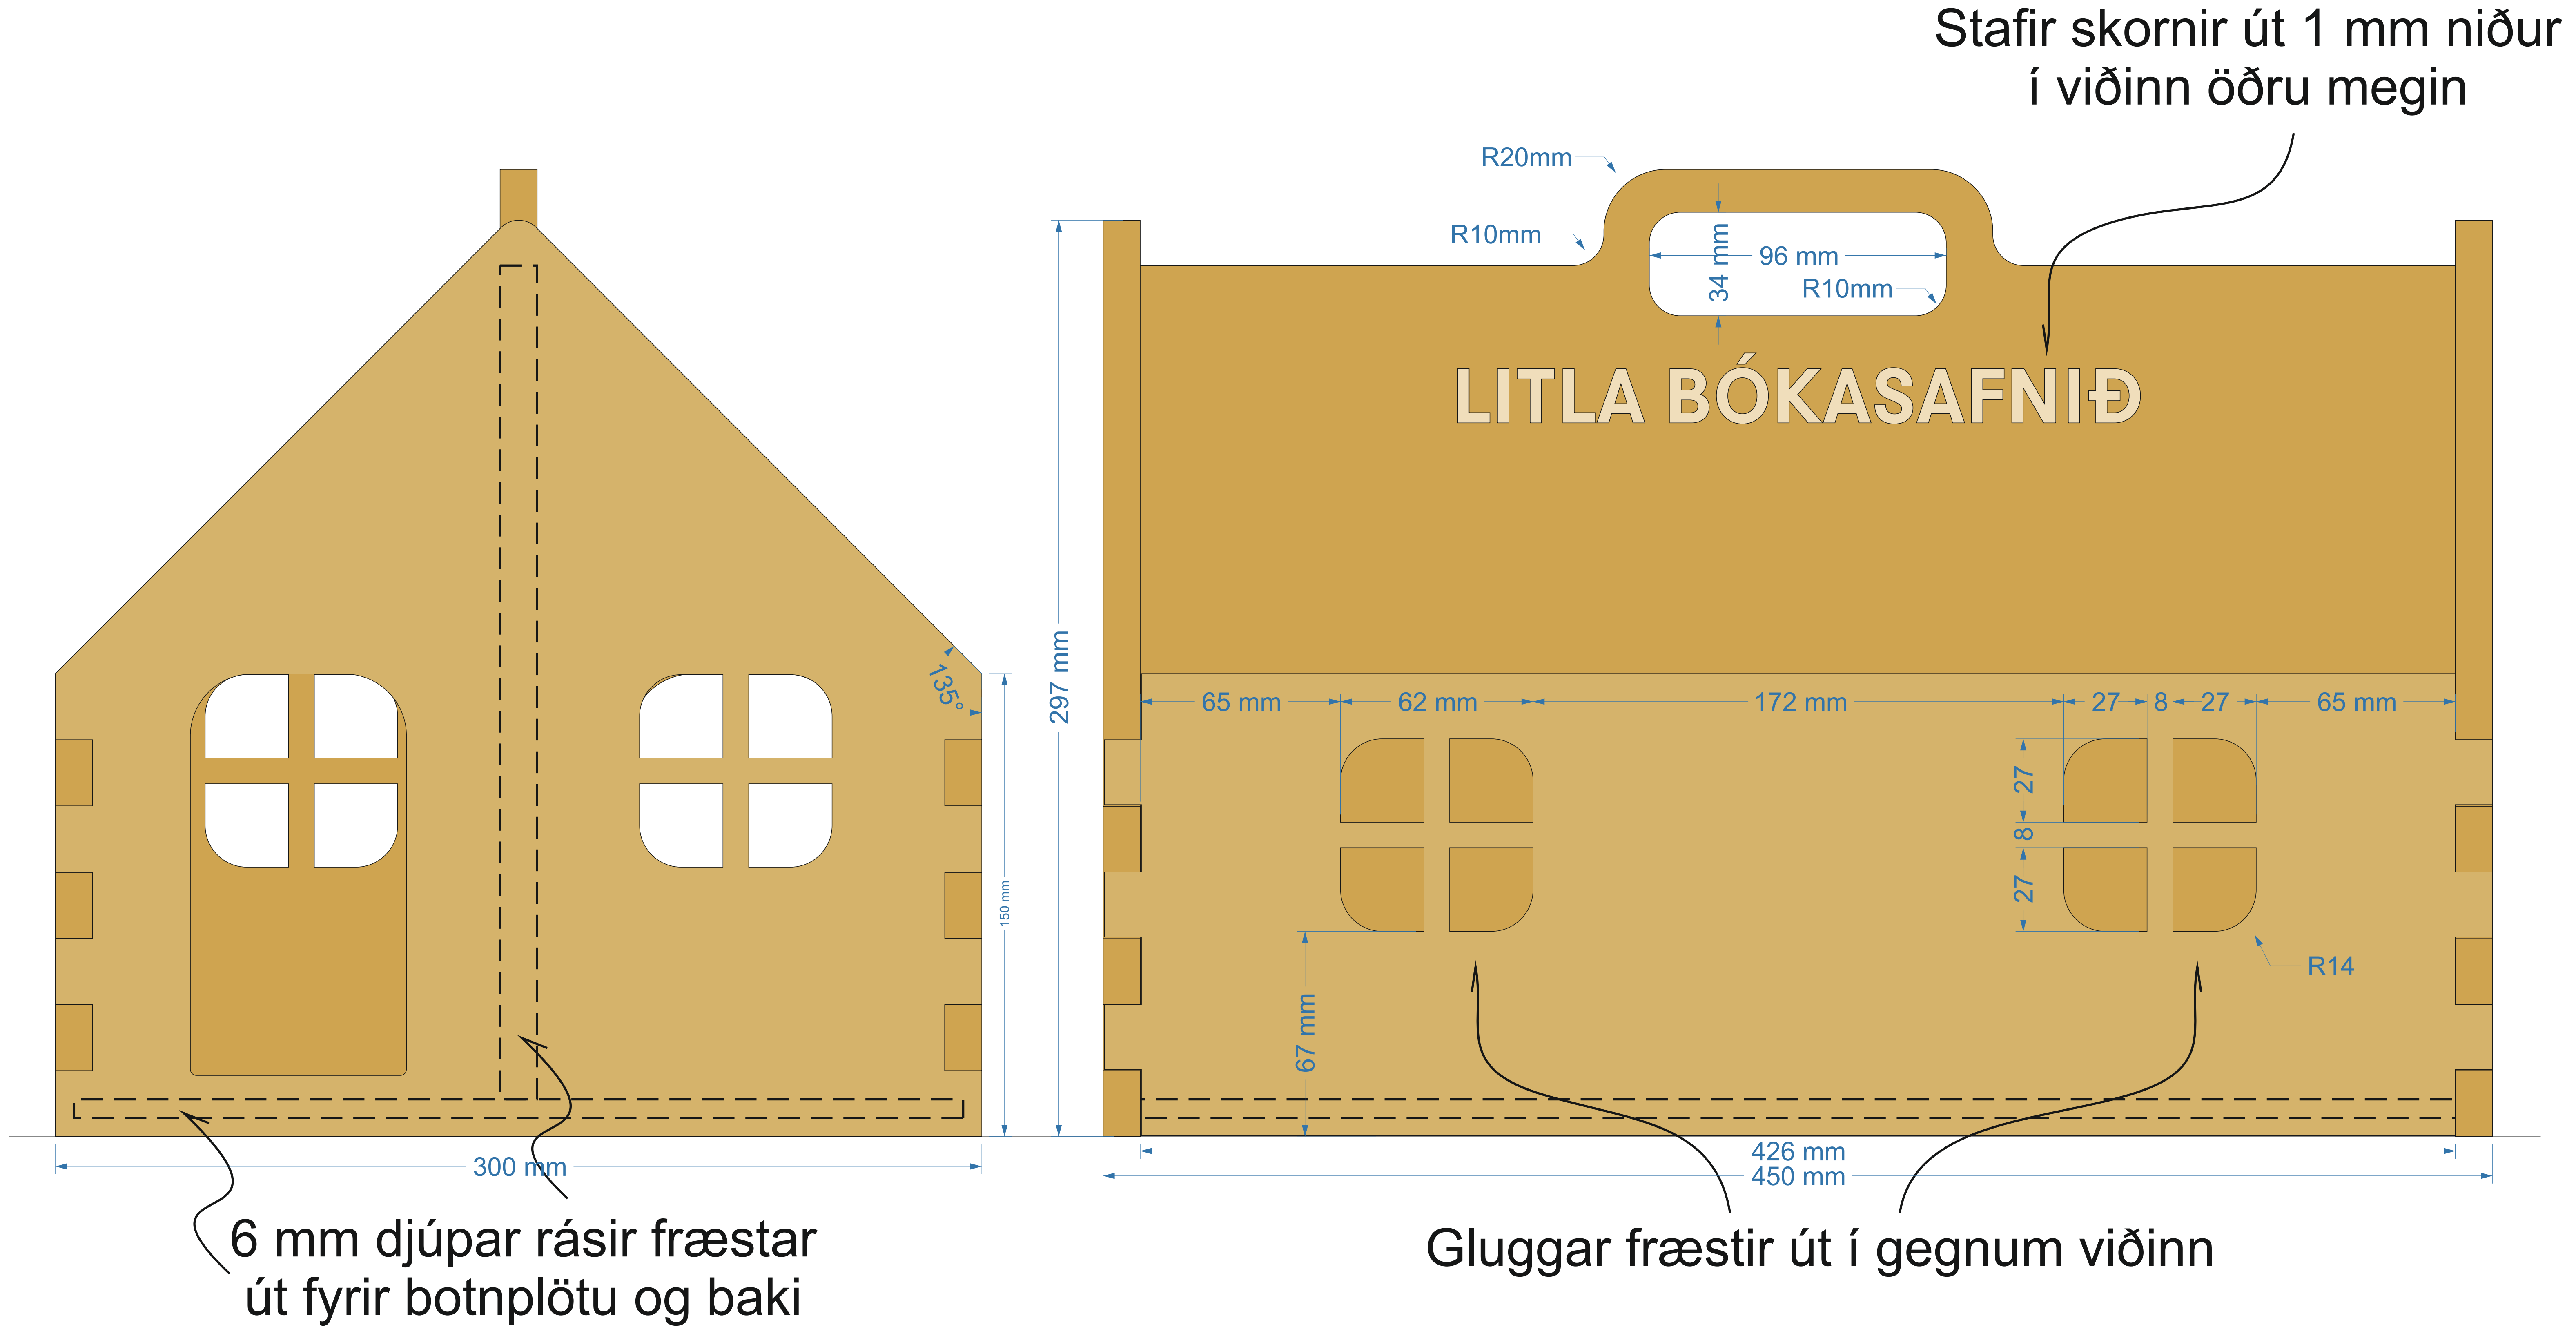 Stafir skornir út 1 mm niður
í viðinn öðru megin
R20mm
R10mm
34 mm
96 mm
R10mm
LITLA BÓKASAFNIÐ
297 mm
135°
65 mm
62 mm
172 mm
27
8
27
65 mm
27
8
27
R14
150 mm
67 mm
300 mm
426 mm
450 mm
6 mm djúpar rásir fræstar
út fyrir botnplötu og baki
Gluggar fræstir út í gegnum viðinn